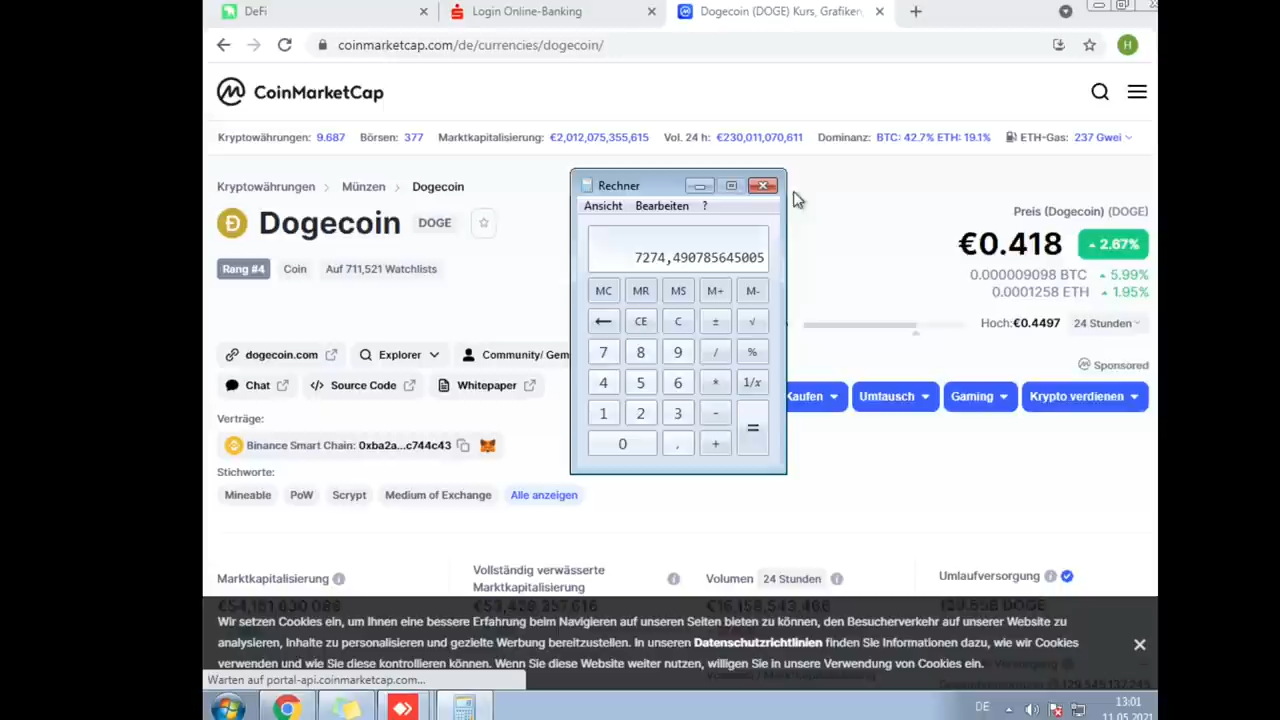 DeFi
Login Online-Banking
Dogecoin (DOGE) Kurs, Grafiken,
coinmarketcap.com/de/currencies/dogecoin/
H
CoinMarketCap
Kryptowährungen: 9.687 Börsen: 377 Marktkapitalisierung: €2,012,075,355,615 Vol. 24 h: €230,011,070,611 Dominanz: BTC: 42.7% ETH: 19.1% ETH-Gas: 237 Gwei
Kryptowährungen > Münzen > Dogecoin
Dogecoin DOGE
Rang #4 Coin Auf 711,521 Watchlists
Preis (Dogecoin) (DOGE)
€0.418 2.67%
0.000009098 BTC 5.99%
0.0001258 ETH 1.95%
Hoch:€0.4497 24 Stunden
Rechner
Ansicht Bearbeiten ?
7274,490785645005
MC MR MS M+ M-
← CE C ± √
7 8 9 / %
4 5 6 * 1/x
1 2 3 - =
0 , +
dogecoin.com Explorer Community/ Gem
Chat Source Code Whitepaper
Sponsored
Kaufen Umtausch Gaming Krypto verdienen
Verträge:
Binance Smart Chain: 0xba2a...c744c43
Stichworte:
Mineable PoW Scrypt Medium of Exchange Alle anzeigen
Marktkapitalisierung
Vollständig verwässerte
Marktkapitalisierung
Volumen 24 Stunden
Umlaufversorgung
Wir setzen Cookies ein, um Ihnen eine bessere Erfahrung beim Navigieren auf unseren Seiten bieten zu können, den Besucherverkehr auf unserer Website zu
analysieren, Inhalte zu personalisieren und gezielte Werbung bereitzustellen. In unseren Datenschutzrichtlinien finden Sie Informationen dazu, wie wir Cookies
verwenden und wie Sie diese kontrollieren können. Wenn Sie diese Website weiter nutzen, willigen Sie in unsere Verwendung von Cookies ein.
Warten auf portal-api.coinmarketcap.com...
DE
13:01
11.05.2021